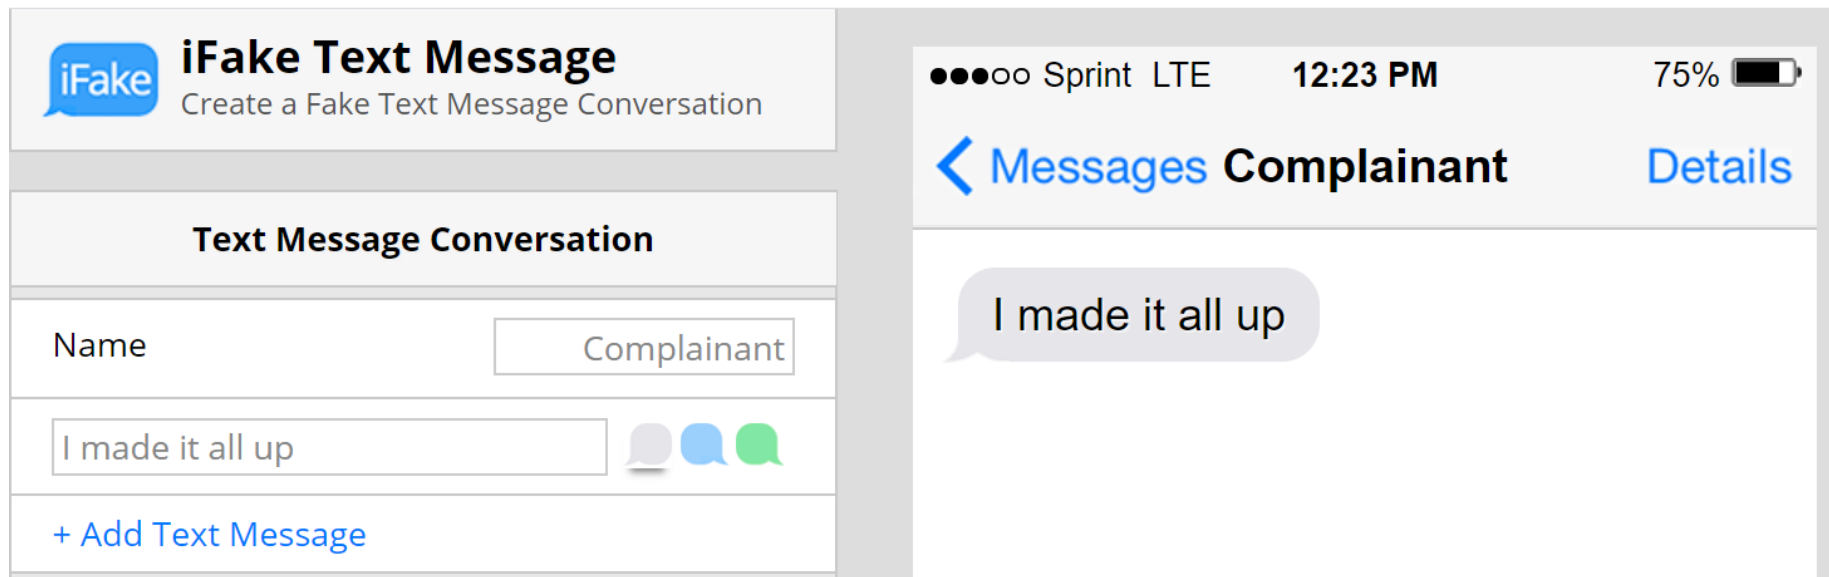 iFake
iFake Text Message
Create a Fake Text Message Conversation
Text Message Conversation
Name
Complainant
I made it all up
+ Add Text Message
Sprint LTE 12:23 PM 75%
Messages Complainant Details
I made it all up